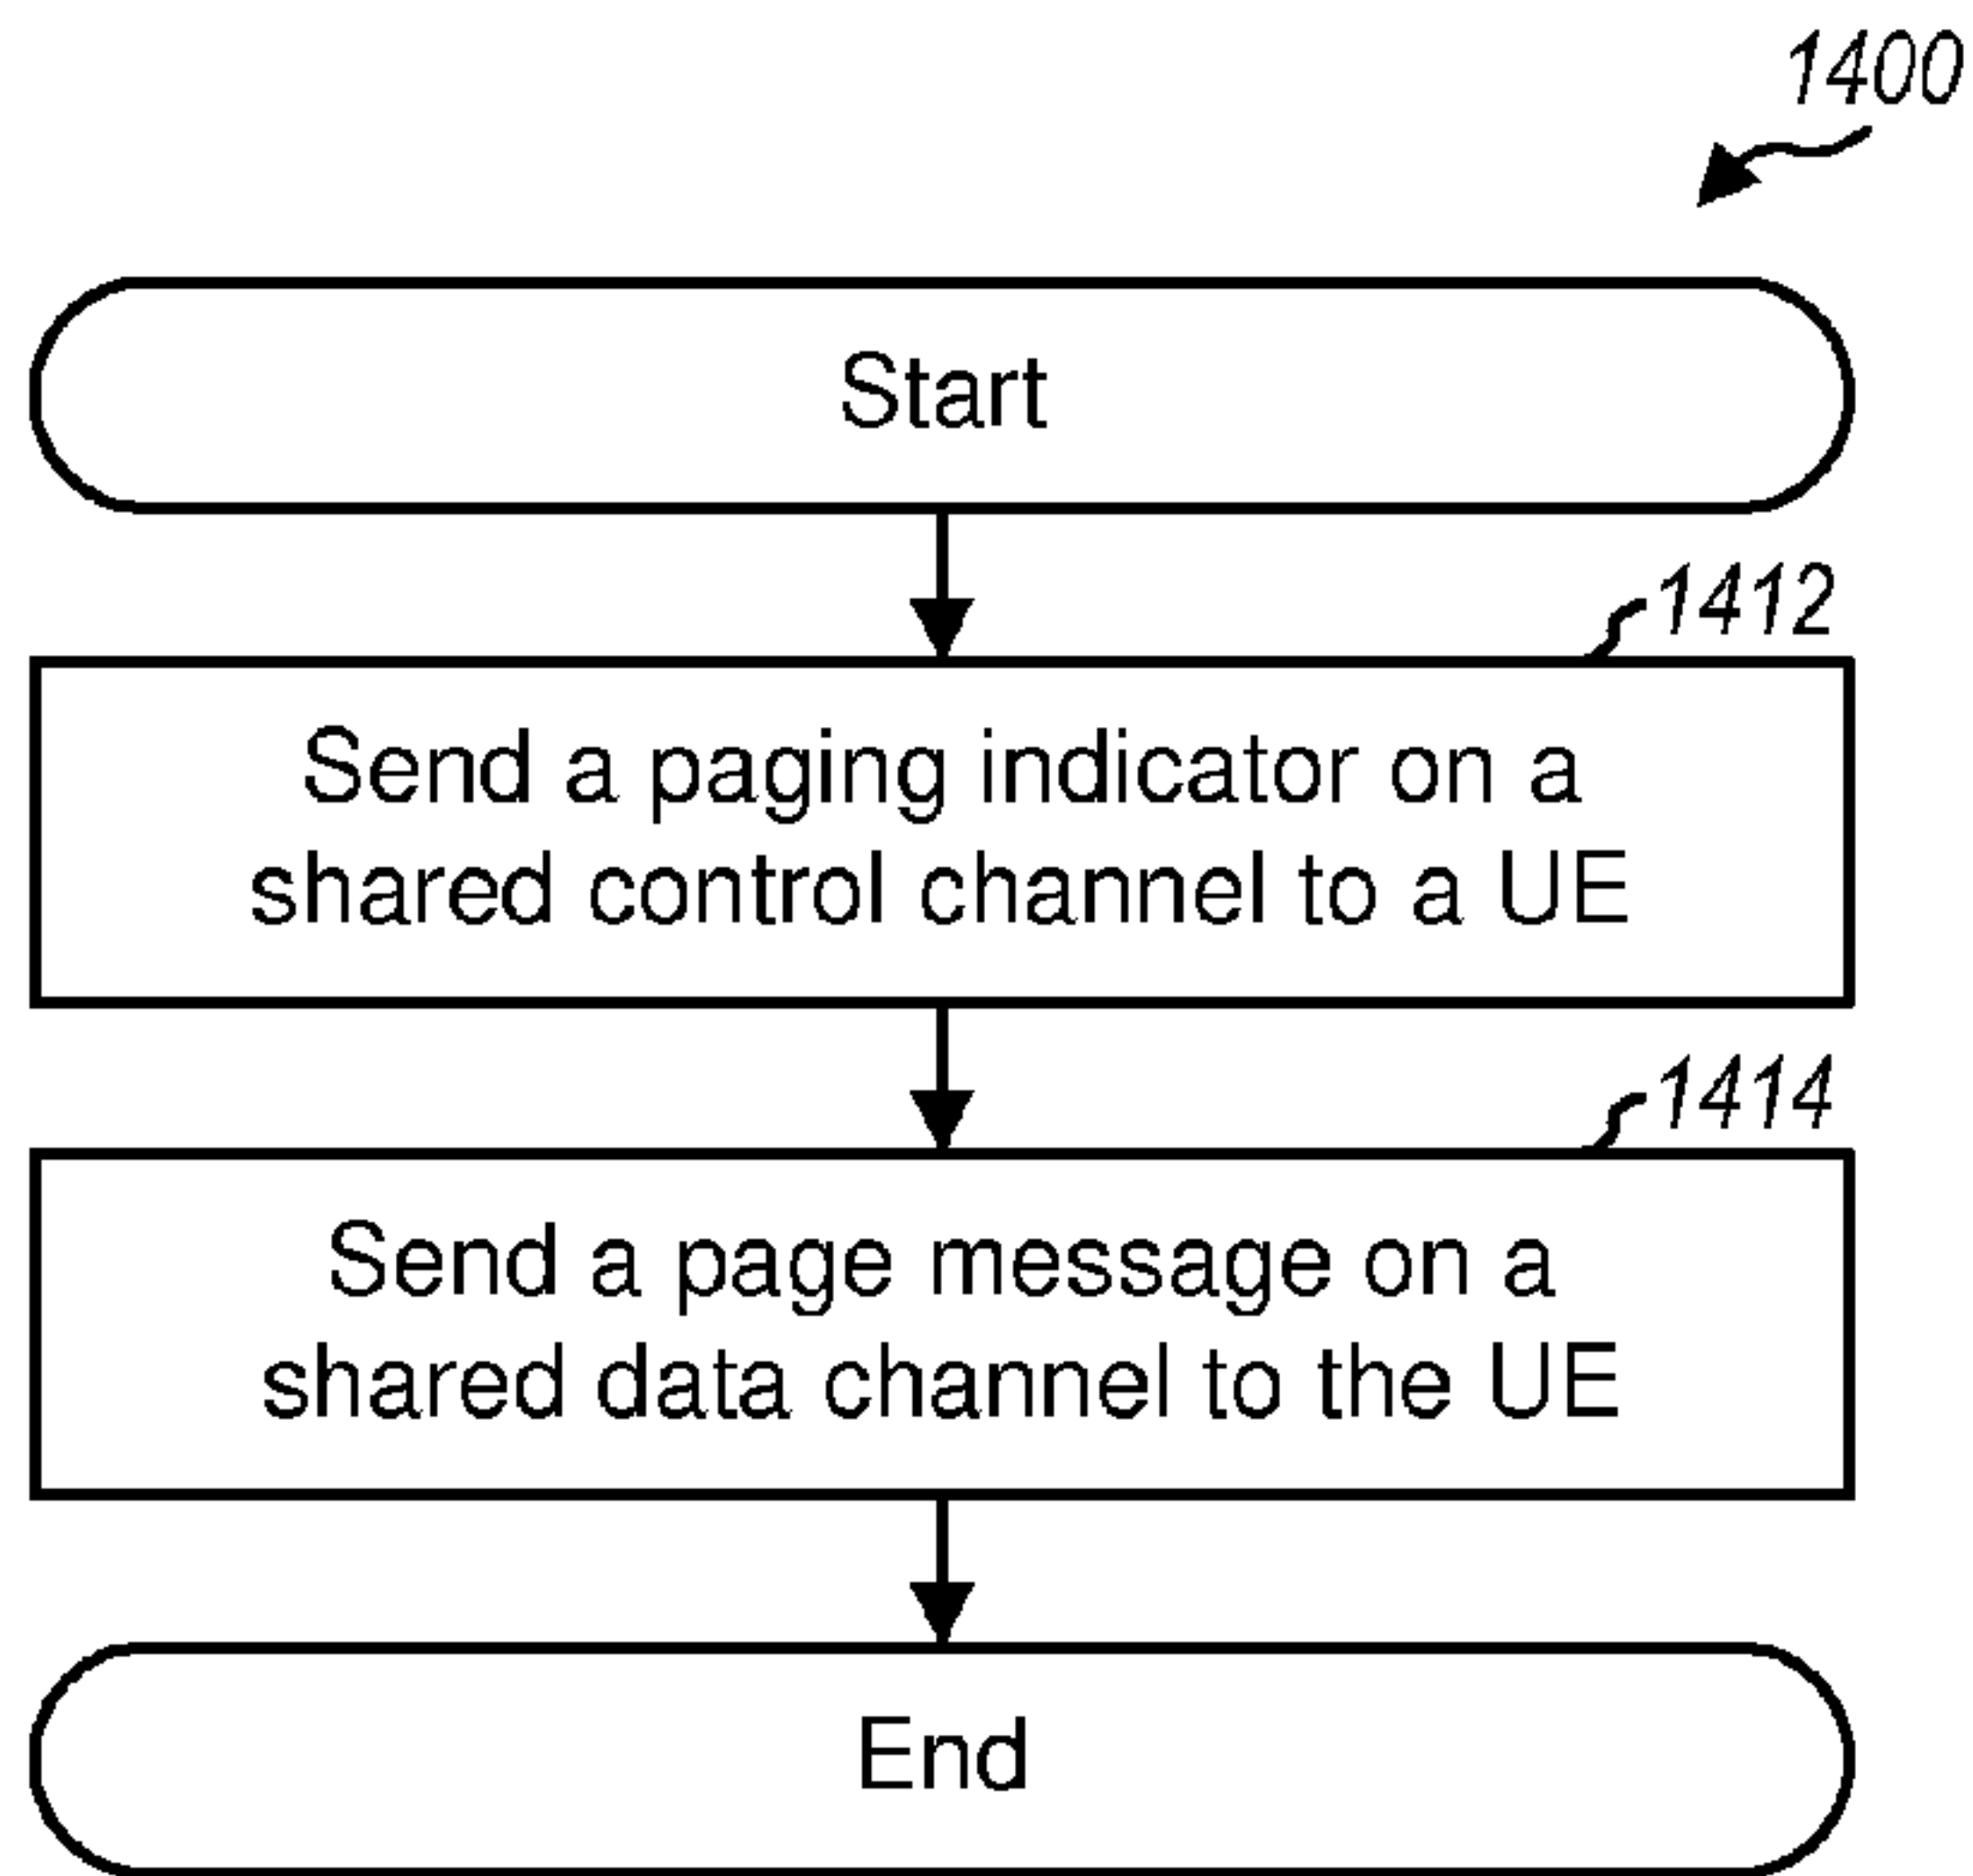 1400
Start
1412
Send a paging indicator on a
shared control channel to a UE
1414
Send a page message on a
shared data channel to the UE
End